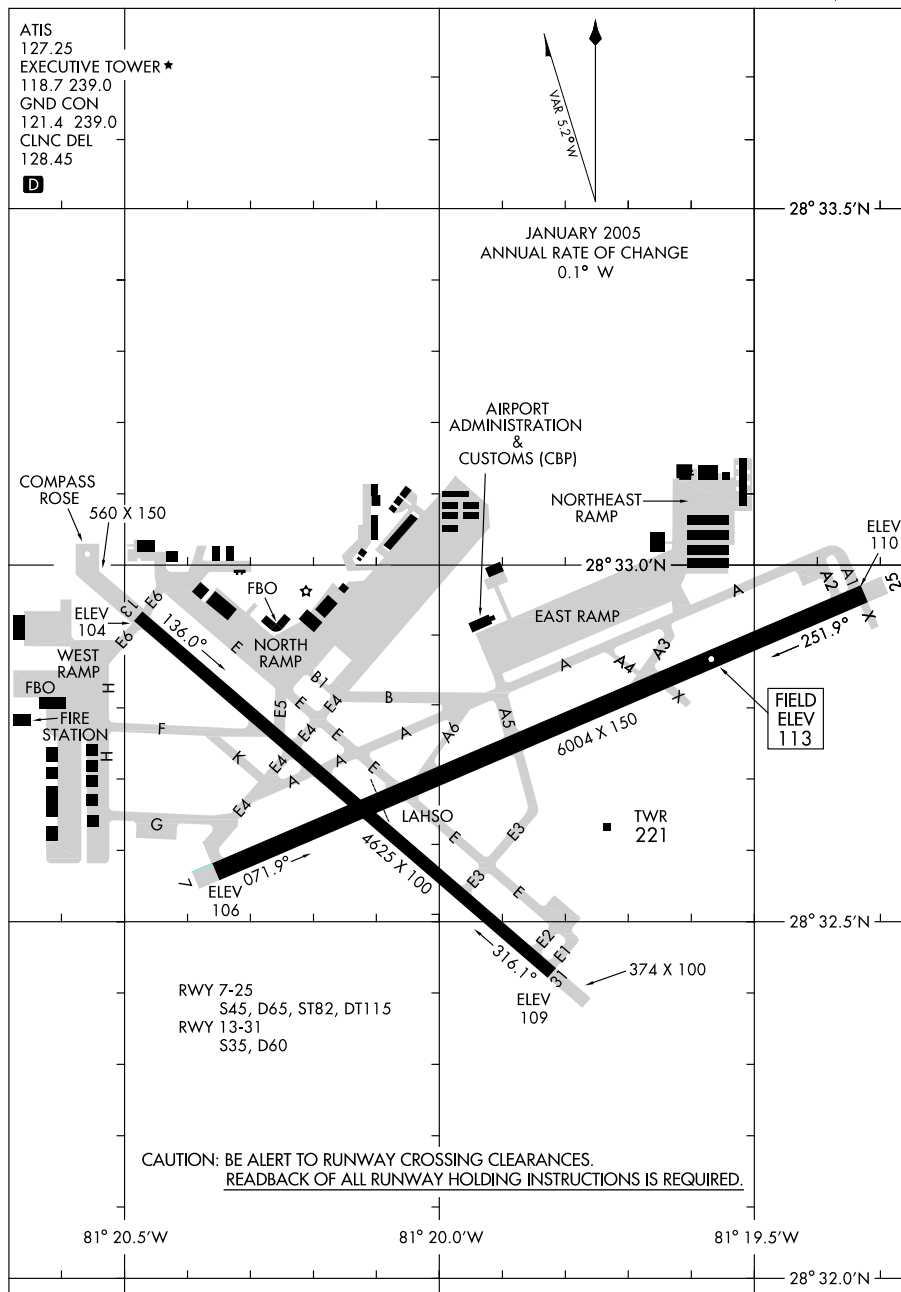 ATIS
127.25
EXECUTIVE TOWER★
118.7 239.0
GND CON
121.4 239.0
CLNC DEL
128.45
D
VAR 5.2° W
28° 33.5'N
JANUARY 2005
ANNUAL RATE OF CHANGE
0.1° W
AIRPORT
ADMINISTRATION
&
CUSTOMS (CBP)
COMPASS
ROSE
560 X 150
NORTHEAST
RAMP
ELEV
110
28° 33.0'N
A2
A1
25
X
A
13
E6
ELEV
104
E6
136.0°
FBO
NORTH
RAMP
E
EAST RAMP
251.9°
A3
A4
A
X
WEST
RAMP
H
B1
E
E4
B
E5
FBO
FIRE
STATION
F
E4
E
A
A6
A5
6004 X 150
FIELD
ELEV
113
H
K
E4
A
E
A
E4
G
LAHSO
E
E3
TWR
221
4625 X 100
071.9°
7
ELEV
106
E3
E
28° 32.5'N
E2
E1
316.1°
31
374 X 100
ELEV
109
RWY 7-25
S45, D65, ST82, DT115
RWY 13-31
S35, D60
CAUTION: BE ALERT TO RUNWAY CROSSING CLEARANCES.
READBACK OF ALL RUNWAY HOLDING INSTRUCTIONS IS REQUIRED.
81° 20.5'W
81° 20.0'W
81° 19.5'W
28° 32.0'N